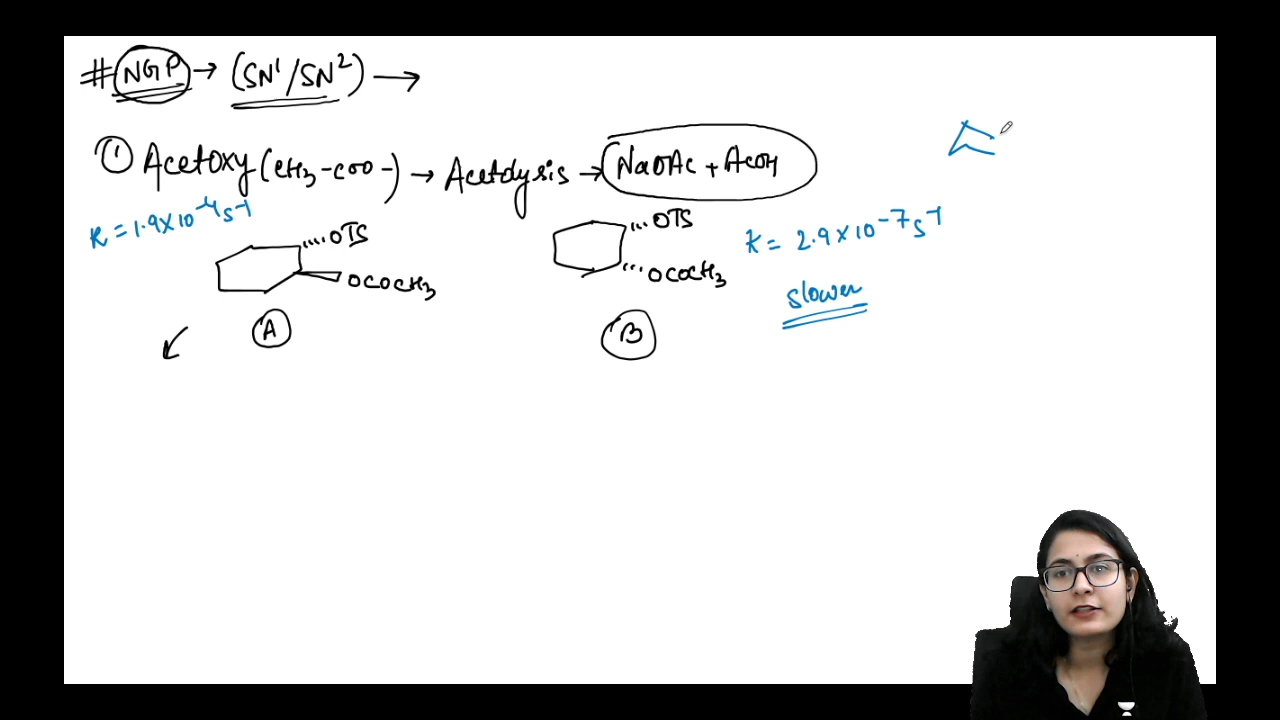 # NGP → (SN¹/SN²) →
① Acetoxy (CH₃-COO-) → Acetolysis → NaOAc + AcOH
K = 1.9×10⁻⁴ s⁻¹
OTS
OCOCH₃
A
OTS
OCOCH₃
B
K = 2.9×10⁻⁷ s⁻¹
slower